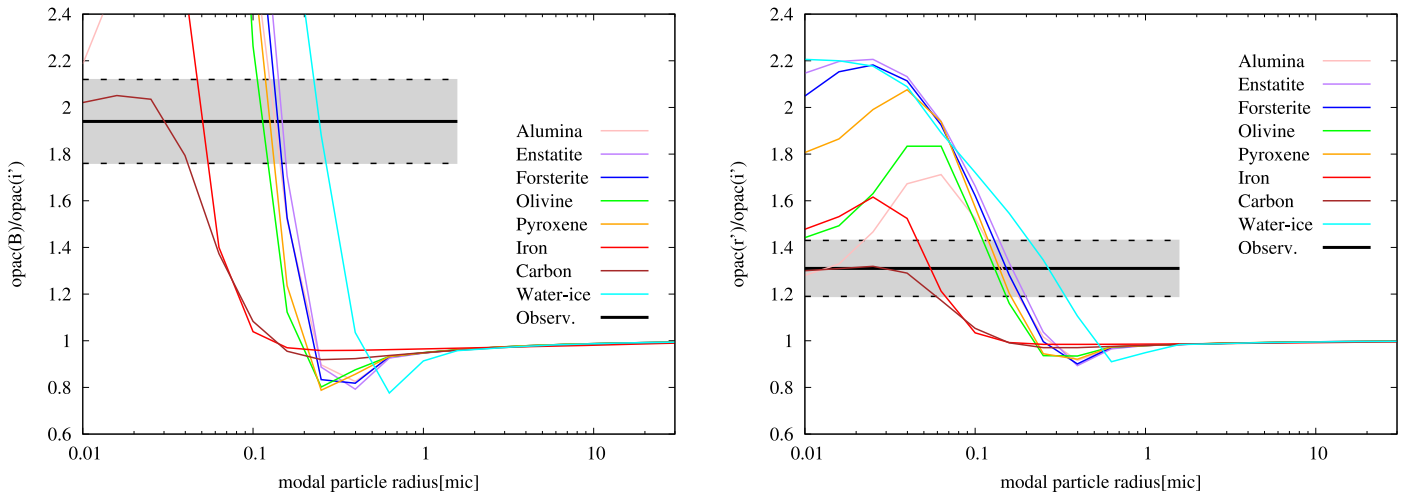 opac(B)/opac(i')
2.4
2.2
2
1.8
1.6
1.4
1.2
1
0.8
0.6
0.01
0.1
1
10
modal particle radius[mic]
Alumina
Enstatite
Forsterite
Olivine
Pyroxene
Iron
Carbon
Water-ice
Observ.
opac(r')/opac(i')
2.4
2.2
2
1.8
1.6
1.4
1.2
1
0.8
0.6
0.01
0.1
1
10
modal particle radius[mic]
Alumina
Enstatite
Forsterite
Olivine
Pyroxene
Iron
Carbon
Water-ice
Observ.